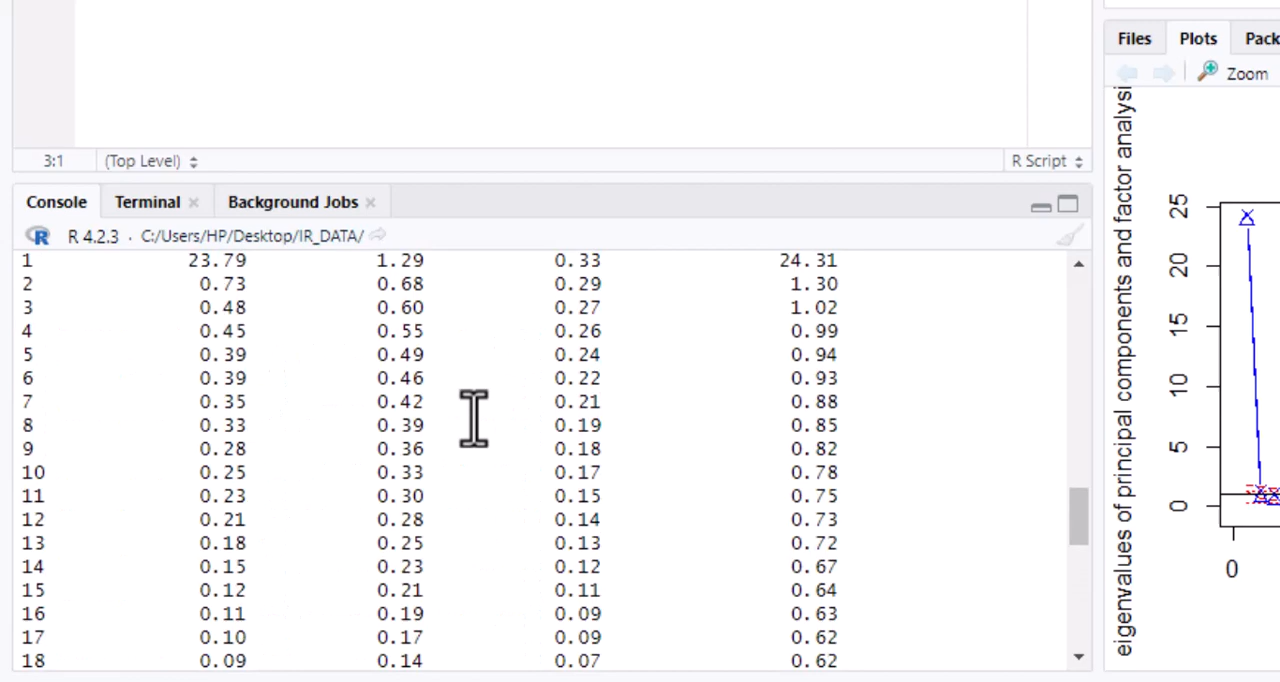 Files Plots Pack
Zoom
3:1 (Top Level) R Script
Console Terminal Background Jobs
R 4.2.3 · C:/Users/HP/Desktop/IR_DATA/
1 23.79 1.29 0.33 24.31
2 0.73 0.68 0.29 1.30
3 0.48 0.60 0.27 1.02
4 0.45 0.55 0.26 0.99
5 0.39 0.49 0.24 0.94
6 0.39 0.46 0.22 0.93
7 0.35 0.42 0.21 0.88
8 0.33 0.39 0.19 0.85
9 0.28 0.36 0.18 0.82
10 0.25 0.33 0.17 0.78
11 0.23 0.30 0.15 0.75
12 0.21 0.28 0.14 0.73
13 0.18 0.25 0.13 0.72
14 0.15 0.23 0.12 0.67
15 0.12 0.21 0.11 0.64
16 0.11 0.19 0.09 0.63
17 0.10 0.17 0.09 0.62
18 0.09 0.14 0.07 0.62
eigenvalues of principal components and factor analysi
25
20
15
10
5
0
0